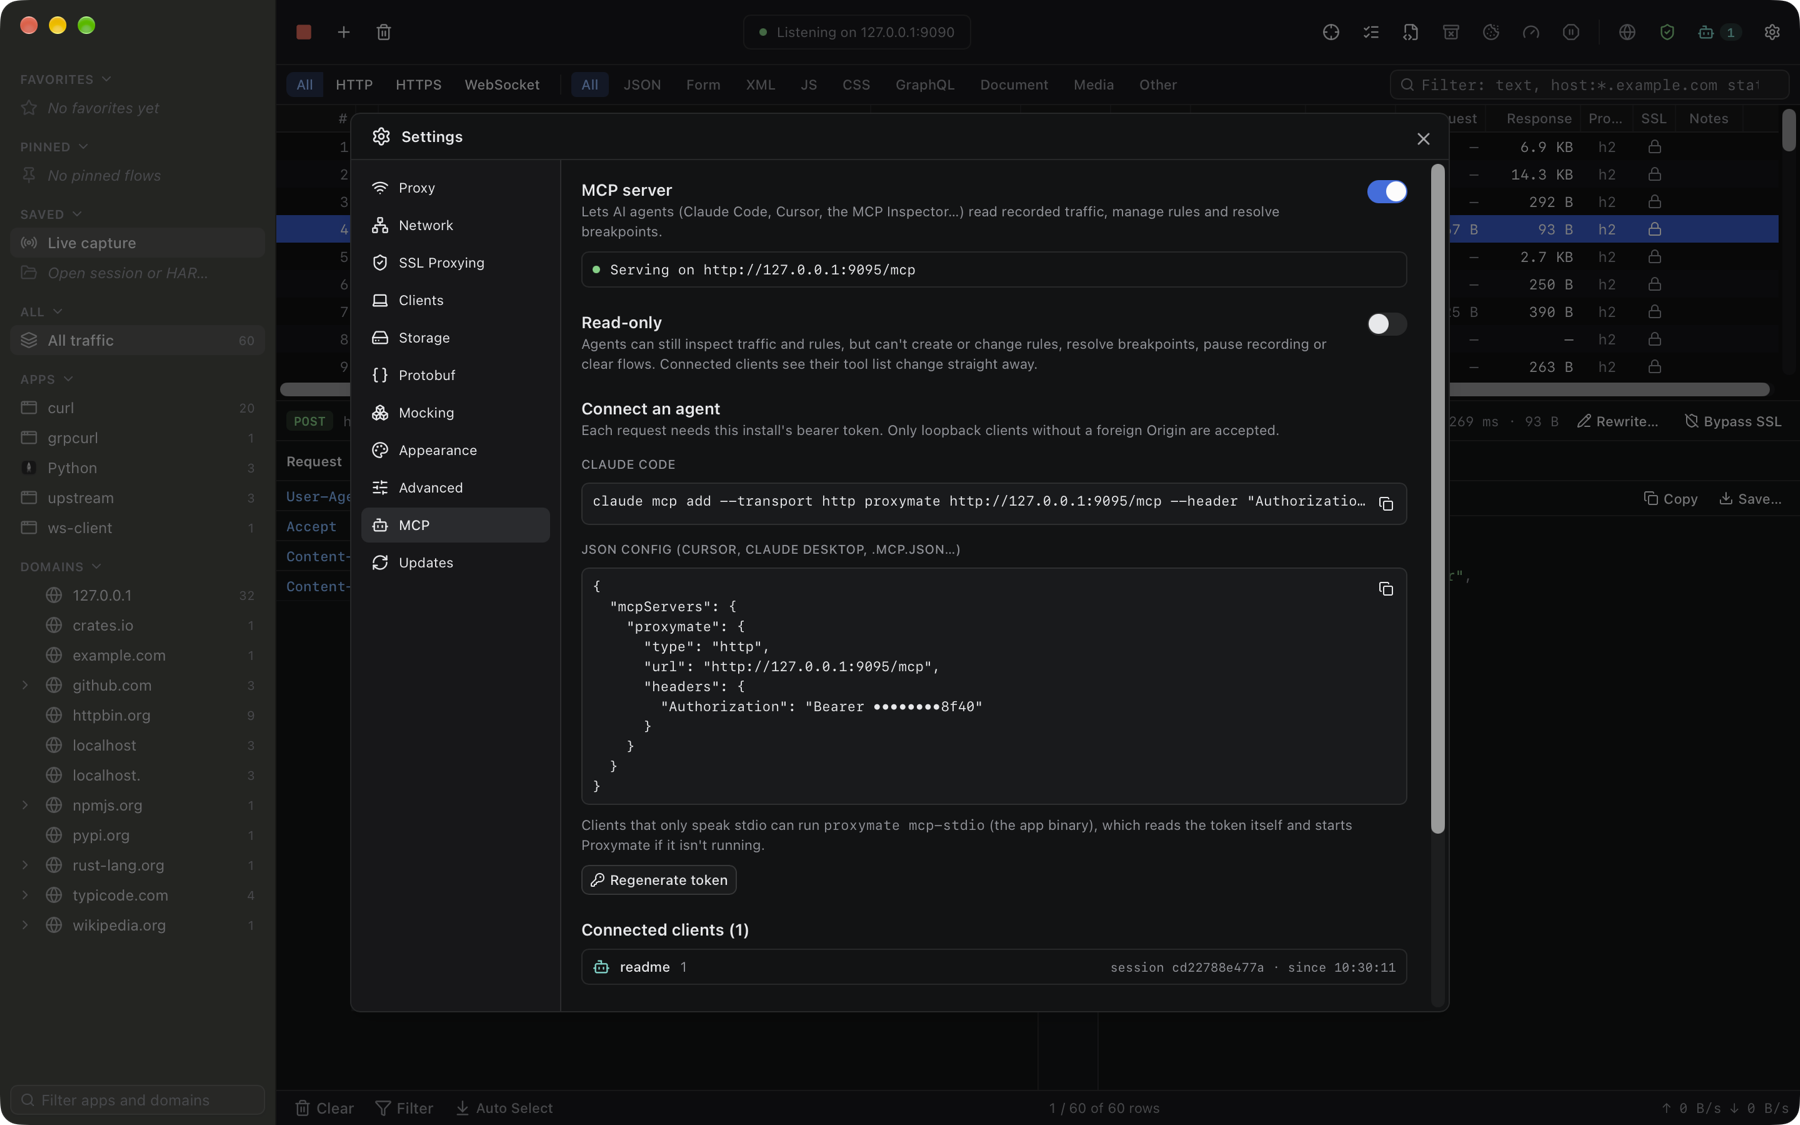 Listening on 127.0.0.1:9090
1
FAVORITES
No favorites yet
PINNED
No pinned flows
SAVED
Live capture
Open session or HAR...
ALL
All traffic 60
APPS
curl 20
grpcurl 1
Python 3
upstream 3
ws-client 1
DOMAINS
127.0.0.1 32
crates.io 1
example.com 1
github.com 3
httpbin.org 9
localhost 3
localhost. 3
npmjs.org 1
pypi.org 1
rust-lang.org 1
typicode.com 4
wikipedia.org 1
Filter apps and domains
All HTTP HTTPS WebSocket All JSON Form XML JS CSS GraphQL Document Media Other
Filter: text, host:*.example.com stat
# uest Response Pro... SSL Notes
1 — 6.9 KB h2
2 — 14.3 KB h2
3 — 292 B h2
4 57 B 93 B h2
5 — 2.7 KB h2
6 — 250 B h2
7 25 B 390 B h2
8 — — h2
9 — 263 B h2
POST h 269 ms · 93 B Rewrite... Bypass SSL
Request
User-Age
Accept
Content-
Content-
Copy Save...
r",
Settings
Proxy
Network
SSL Proxying
Clients
Storage
Protobuf
Mocking
Appearance
Advanced
MCP
Updates
MCP server
Lets AI agents (Claude Code, Cursor, the MCP Inspector...) read recorded traffic, manage rules and resolve
breakpoints.
Serving on http://127.0.0.1:9095/mcp
Read-only
Agents can still inspect traffic and rules, but can't create or change rules, resolve breakpoints, pause recording or
clear flows. Connected clients see their tool list change straight away.
Connect an agent
Each request needs this install's bearer token. Only loopback clients without a foreign Origin are accepted.
CLAUDE CODE
claude mcp add --transport http proxymate http://127.0.0.1:9095/mcp --header "Authorizatio...
JSON CONFIG (CURSOR, CLAUDE DESKTOP, .MCP.JSON...)
{
"mcpServers": {
"proxymate": {
"type": "http",
"url": "http://127.0.0.1:9095/mcp",
"headers": {
"Authorization": "Bearer ••••••••8f40"
}
}
}
}
Clients that only speak stdio can run proxymate mcp-stdio (the app binary), which reads the token itself and starts
Proxymate if it isn't running.
Regenerate token
Connected clients (1)
readme 1 session cd22788e477a · since 10:30:11
Clear Filter Auto Select 1 / 60 of 60 rows ↑ 0 B/s ↓ 0 B/s